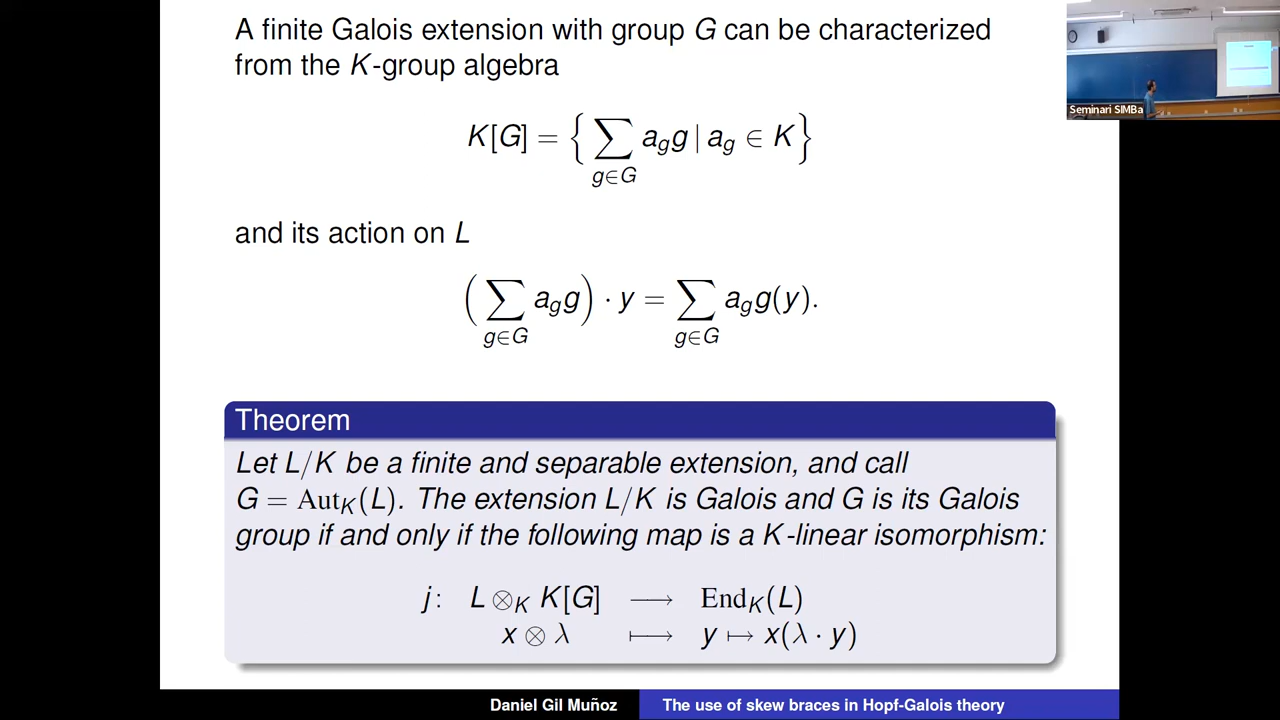 A finite Galois extension with group G can be characterized
from the K-group algebra
K[G] = { ∑_{g∈G} a_g g | a_g ∈ K }
and its action on L
( ∑_{g∈G} a_g g ) · y = ∑_{g∈G} a_g g(y).
Theorem
Let L/K be a finite and separable extension, and call
G = Aut_K(L). The extension L/K is Galois and G is its Galois
group if and only if the following map is a K-linear isomorphism:
j: L ⊗_K K[G] ⟶ End_K(L)
x ⊗ λ ⟼ y ↦ x(λ · y)
Daniel Gil Muñoz The use of skew braces in Hopf-Galois theory
Seminari SIMBa